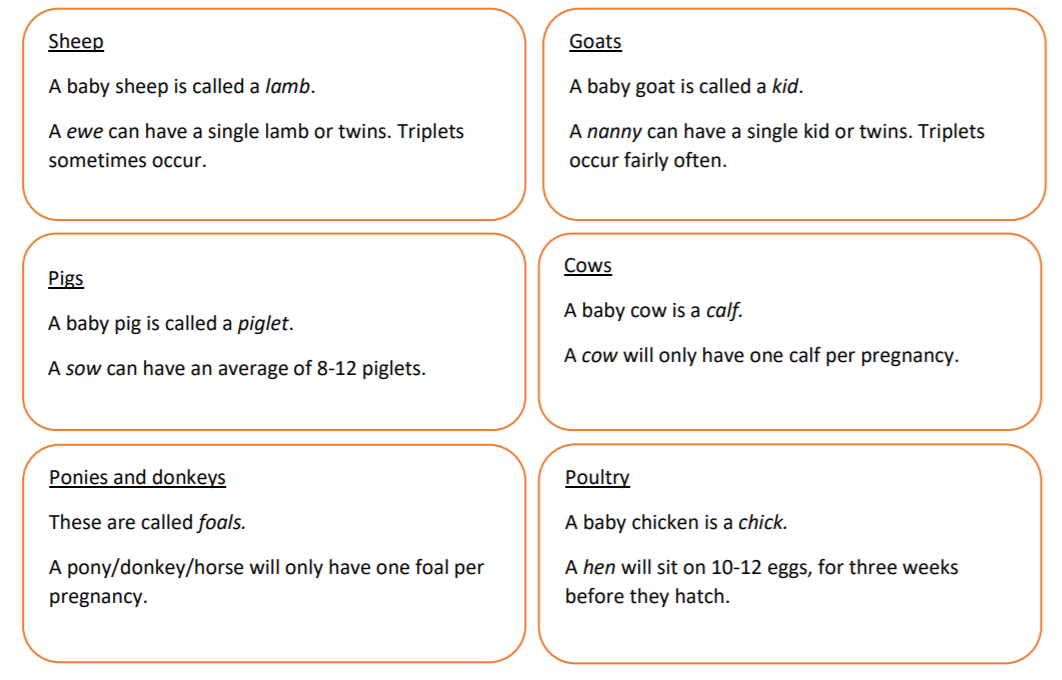 Sheep
A baby sheep is called a lamb.
A ewe can have a single lamb or twins. Triplets
sometimes occur.
Goats
A baby goat is called a kid.
A nanny can have a single kid or twins. Triplets
occur fairly often.
Pigs
A baby pig is called a piglet.
A sow can have an average of 8-12 piglets.
Cows
A baby cow is a calf.
A cow will only have one calf per pregnancy.
Ponies and donkeys
These are called foals.
A pony/donkey/horse will only have one foal per
pregnancy.
Poultry
A baby chicken is a chick.
A hen will sit on 10-12 eggs, for three weeks
before they hatch.